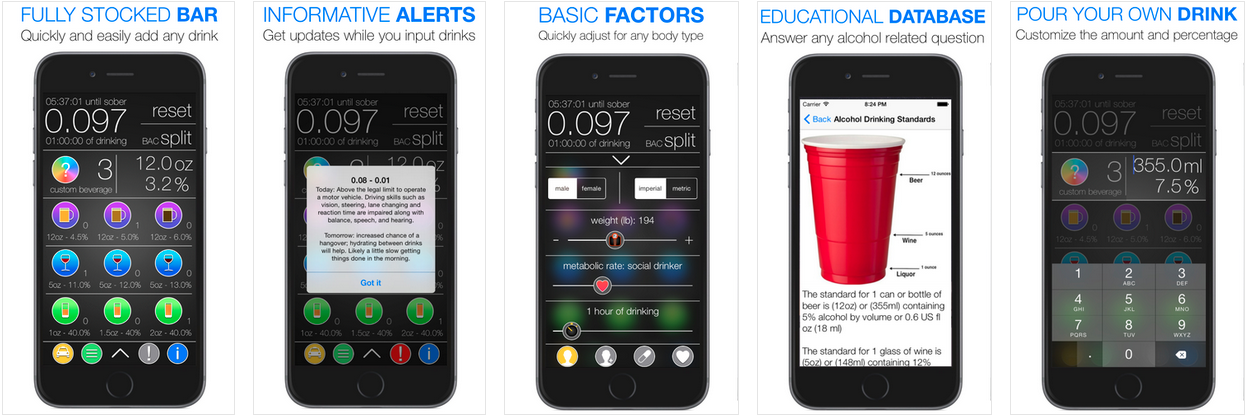 FULLY STOCKED BAR
Quickly and easily add any drink
05:37:01 until sober
0.097
reset
01:00:00 of drinking
BAC split
? 3 12.0 oz
custom beverage 3.2 %
0 1 0
12oz - 4.5% 12oz - 5.0% 12oz - 6.0%
1 0 0
5oz - 11.0% 5oz - 12.0% 5oz - 13.0%
0 1 0
1oz - 40.0% 1.5oz - 40% 2oz - 40.0%
INFORMATIVE ALERTS
Get updates while you input drinks
05:37:01 until sober
0.097
reset
01:00:00 of drinking
BAC split
12.0 oz
0.08 - 0.01
Today: Above the legal limit to operate
a motor vehicle. Driving skills such as
vision, steering, lane changing and
reaction time are impaired along with
balance, speech, and hearing.
Tomorrow: increased chance of a
hangover; hydrating between drinks
will help. Likely a little slow getting
things done in the morning.
Got it
1oz - 40.0% 1.5oz - 40% 2oz - 40.0%
BASIC FACTORS
Quickly adjust for any body type
05:37:01 until sober
0.097
reset
01:00:00 of drinking
BAC split
male female imperial metric
weight (lb): 194
- +
metabolic rate: social drinker
1 hour of drinking
EDUCATIONAL DATABASE
Answer any alcohol related question
Carrier 8:24 PM
Back Alcohol Drinking Standards
12 ounces
Beer
5 ounces
Wine
1 ounce
Liquor
The standard for 1 can or bottle of
beer is (12oz) or (355ml) containing
5% alcohol by volume or 0.6 US fl
oz (18 ml)
The standard for 1 glass of wine is
(5oz) or (148ml) containing 12%
POUR YOUR OWN DRINK
Customize the amount and percentage
05:37:01 until sober
0.097
reset
01:00:00 of drinking
BAC split
? 3 355.0 ml
custom beverage 7.5 %
0 1 0
12oz - 4.5% 12oz - 5.0% 12oz - 6.0%
1 2 3
ABC DEF
4 5 6
GHI JKL MNO
7 8 9
PQRS TUV WXYZ
. 0